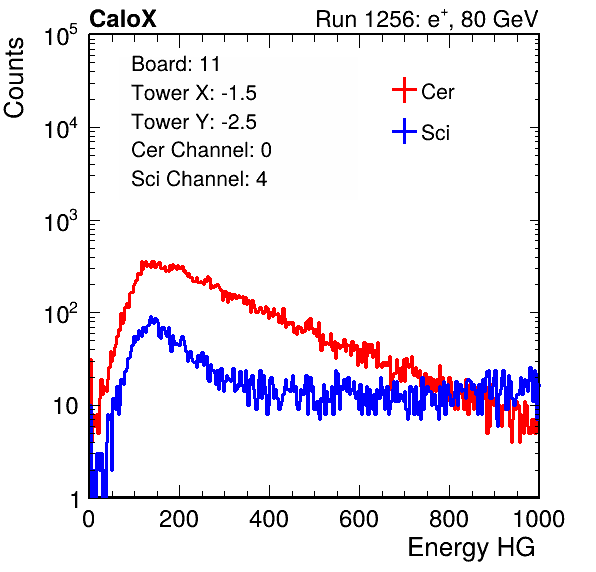 CaloX Run 1256: e⁺, 80 GeV
Counts
Board: 11
Tower X: -1.5
Tower Y: -2.5
Cer Channel: 0
Sci Channel: 4
Cer
Sci
10⁵
10⁴
10³
10²
10
1
0 200 400 600 800 1000
Energy HG